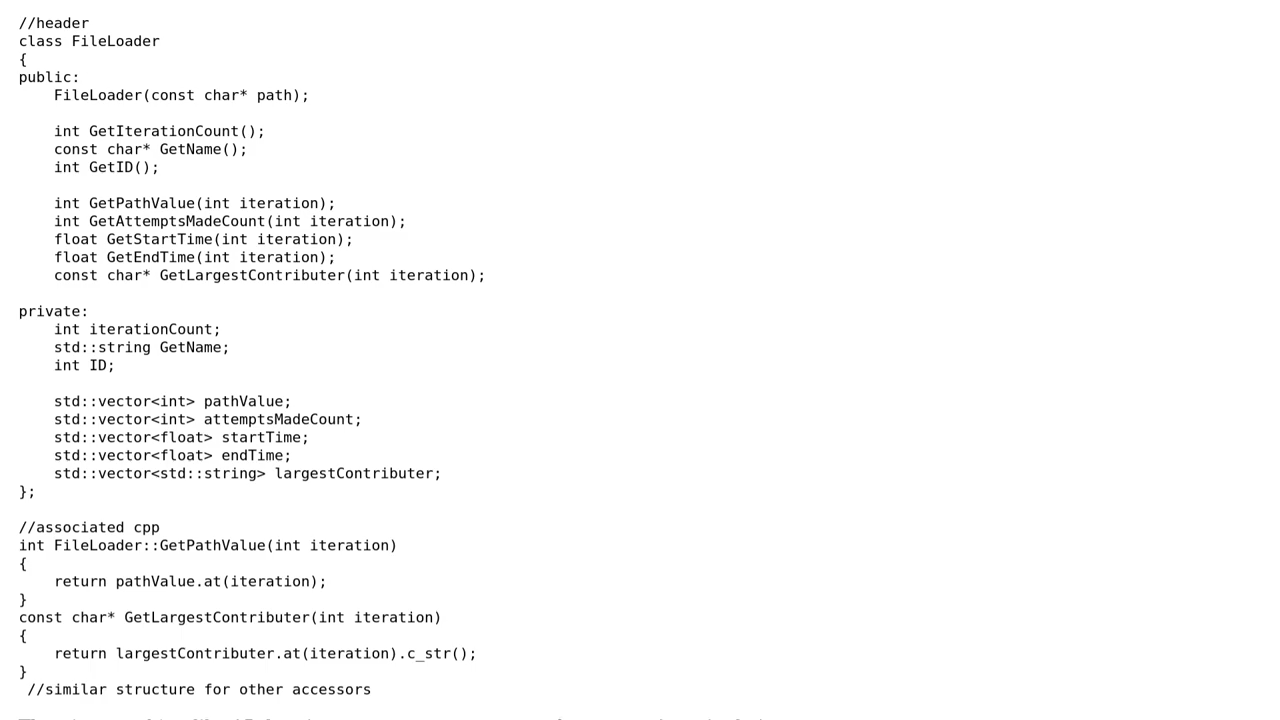 //header
class FileLoader
{
public:
    FileLoader(const char* path);

    int GetIterationCount();
    const char* GetName();
    int GetID();

    int GetPathValue(int iteration);
    int GetAttemptsMadeCount(int iteration);
    float GetStartTime(int iteration);
    float GetEndTime(int iteration);
    const char* GetLargestContributer(int iteration);

private:
    int iterationCount;
    std::string GetName;
    int ID;

    std::vector<int> pathValue;
    std::vector<int> attemptsMadeCount;
    std::vector<float> startTime;
    std::vector<float> endTime;
    std::vector<std::string> largestContributer;
};

//associated cpp
int FileLoader::GetPathValue(int iteration)
{
    return pathValue.at(iteration);
}
const char* GetLargestContributer(int iteration)
{
    return largestContributer.at(iteration).c_str();
}
 //similar structure for other accessors